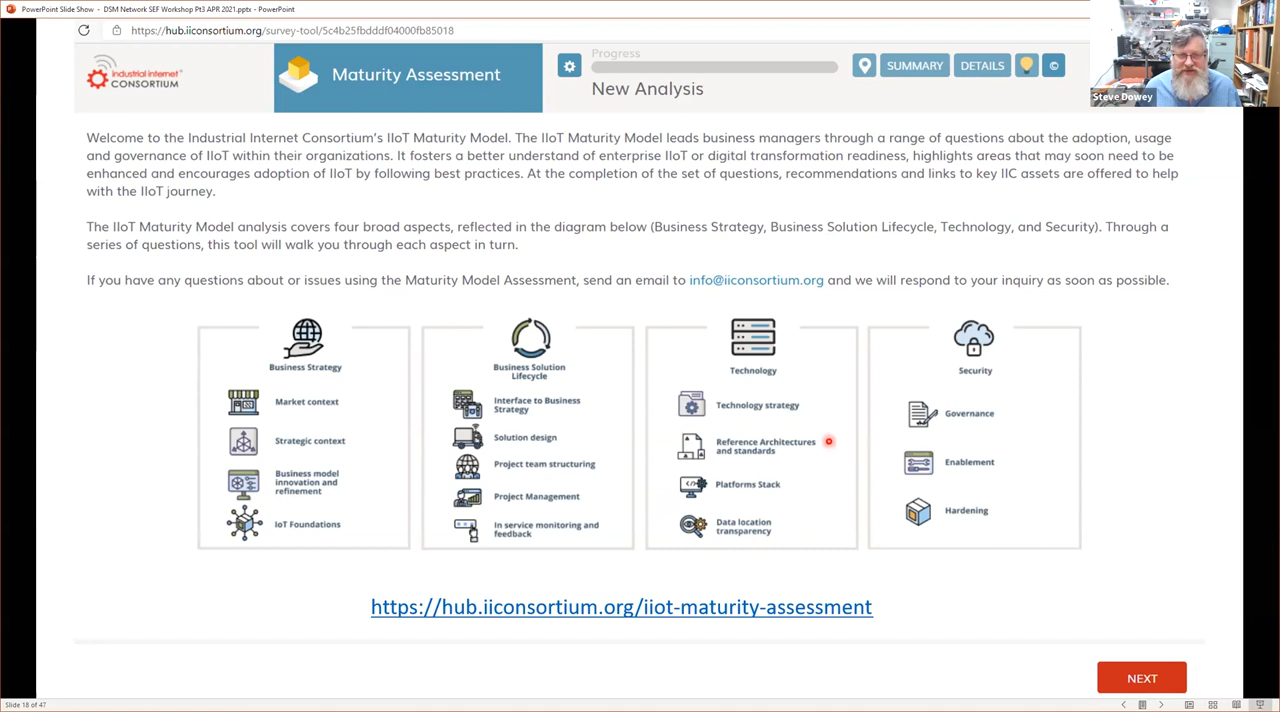 PowerPoint Slide Show - DSM Network SEF Workshop Pt3 APR 2021.pptx - PowerPoint
https://hub.iiconsortium.org/survey-tool/5c4b25fbdddf04000fb85018
industrial internet
CONSORTIUM
Maturity Assessment
Progress
New Analysis
SUMMARY
DETAILS
©
Steve Dowey
Welcome to the Industrial Internet Consortium's IIoT Maturity Model. The IIoT Maturity Model leads business managers through a range of questions about the adoption, usage
and governance of IIoT within their organizations. It fosters a better understand of enterprise IIoT or digital transformation readiness, highlights areas that may soon need to be
enhanced and encourages adoption of IIoT by following best practices. At the completion of the set of questions, recommendations and links to key IIC assets are offered to help
with the IIoT journey.
The IIoT Maturity Model analysis covers four broad aspects, reflected in the diagram below (Business Strategy, Business Solution Lifecycle, Technology, and Security). Through a
series of questions, this tool will walk you through each aspect in turn.
If you have any questions about or issues using the Maturity Model Assessment, send an email to info@iiconsortium.org and we will respond to your inquiry as soon as possible.
Business Strategy
Market context
Strategic context
Business model
innovation and
refinement
IoT Foundations
Business Solution
Lifecycle
Interface to Business
Strategy
Solution design
Project team structuring
Project Management
In service monitoring and
feedback
Technology
Technology strategy
Reference Architectures
and standards
Platforms Stack
Data location
transparency
Security
Governance
Enablement
Hardening
https://hub.iiconsortium.org/iiot-maturity-assessment
NEXT
Slide 18 of 47